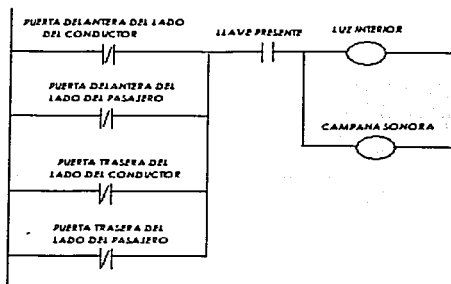 PUERTA DELANTERA DEL LADO
DEL CONDUCTOR
LLAVE PRESENTE
LUZ INTERIOR
PUERTA DELANTERA DEL
LADO DEL PASAJERO
CAMPANA SONORA
PUERTA TRASERA DEL
LADO DEL CONDUCTOR
PUERTA TRASERA DEL
LADO DEL PASAJERO